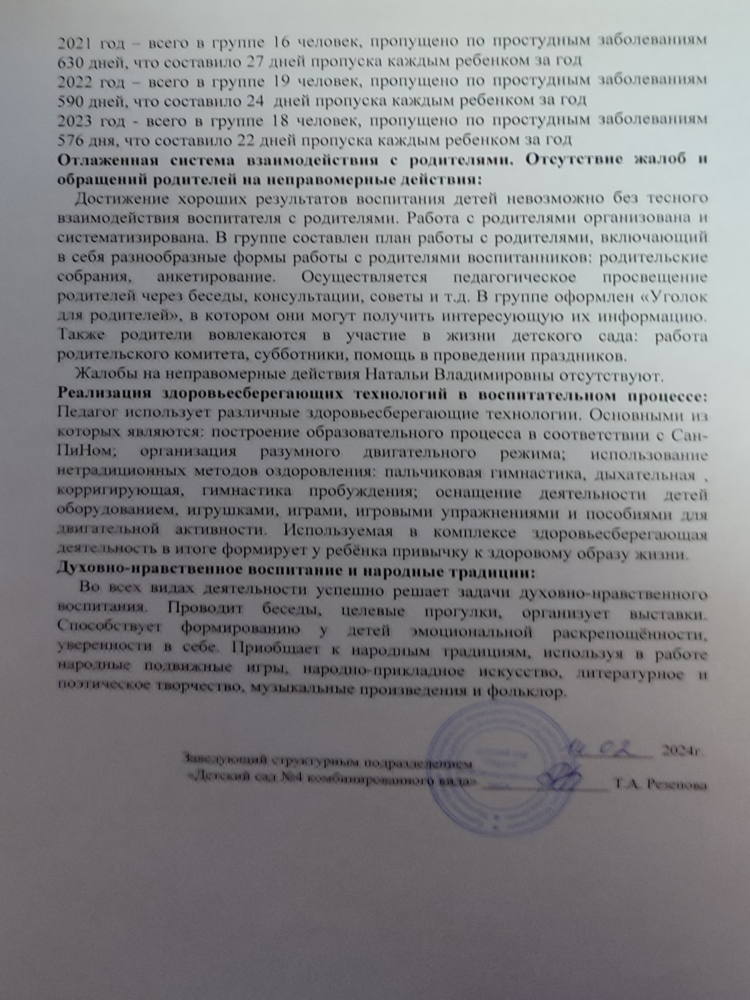 2021 год – всего в группе 16 человек, пропущено по простудным заболеваниям
630 дней, что составило 27 дней пропуска каждым ребенком за год
2022 год – всего в группе 19 человек, пропущено по простудным заболеваниям
590 дней, что составило 24 дней пропуска каждым ребенком за год
2023 год - всего в группе 18 человек, пропущено по простудным заболеваниям
576 дня, что составило 22 дней пропуска каждым ребенком за год
Отлаженная система взаимодействия с родителями. Отсутствие жалоб и
обращений родителей на неправомерные действия:
Достижение хороших результатов воспитания детей невозможно без тесного
взаимодействия воспитателя с родителями. Работа с родителями организована и
систематизирована. В группе составлен план работы с родителями, включающий
в себя разнообразные формы работы с родителями воспитанников: родительские
собрания, анкетирование. Осуществляется педагогическое просвещение
родителей через беседы, консультации, советы и т.д. В группе оформлен «Уголок
для родителей», в котором они могут получить интересующую их информацию.
Также родители вовлекаются в участие в жизни детского сада: работа
родительского комитета, субботники, помощь в проведении праздников.
Жалобы на неправомерные действия Натальи Владимировны отсутствуют.
Реализация здоровьесберегающих технологий в воспитательном процессе:
Педагог использует различные здоровьесберегающие технологии. Основными из
которых являются: построение образовательного процесса в соответствии с Сан-
ПиНом; организация разумного двигательного режима; использование
нетрадиционных методов оздоровления: пальчиковая гимнастика, дыхательная ,
корригирующая, гимнастика пробуждения; оснащение деятельности детей
оборудованием, игрушками, играми, игровыми упражнениями и пособиями для
двигательной активности. Используемая в комплексе здоровьесберегающая
деятельность в итоге формирует у ребёнка привычку к здоровому образу жизни.
Духовно-нравственное воспитание и народные традиции:
Во всех видах деятельности успешно решает задачи духовно-нравственного
воспитания. Проводит беседы, целевые прогулки, организует выставки.
Способствует формированию у детей эмоциональной раскрепощённости,
уверенности в себе. Приобщает к народным традициям, используя в работе
народные подвижные игры, народно-прикладное искусство, литературное и
поэтическое творчество, музыкальные произведения и фольклор.
02 2024г.
Заведующий структурным подразделением
«Детский сад №4 комбинированного вида» Т.А. Резепова